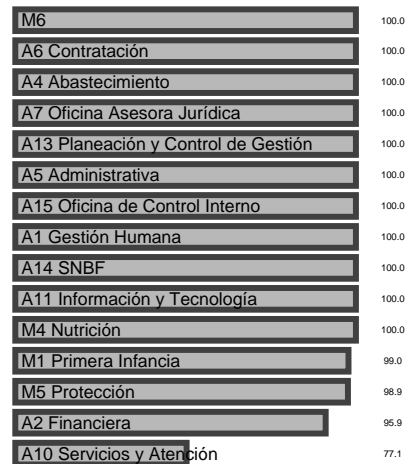 M6 100.0
A6 Contratación 100.0
A4 Abastecimiento 100.0
A7 Oficina Asesora Jurídica 100.0
A13 Planeación y Control de Gestión 100.0
A5 Administrativa 100.0
A15 Oficina de Control Interno 100.0
A1 Gestión Humana 100.0
A14 SNBF 100.0
A11 Información y Tecnología 100.0
M4 Nutrición 100.0
M1 Primera Infancia 99.0
M5 Protección 98.9
A2 Financiera 95.9
A10 Servicios y Atención 77.1